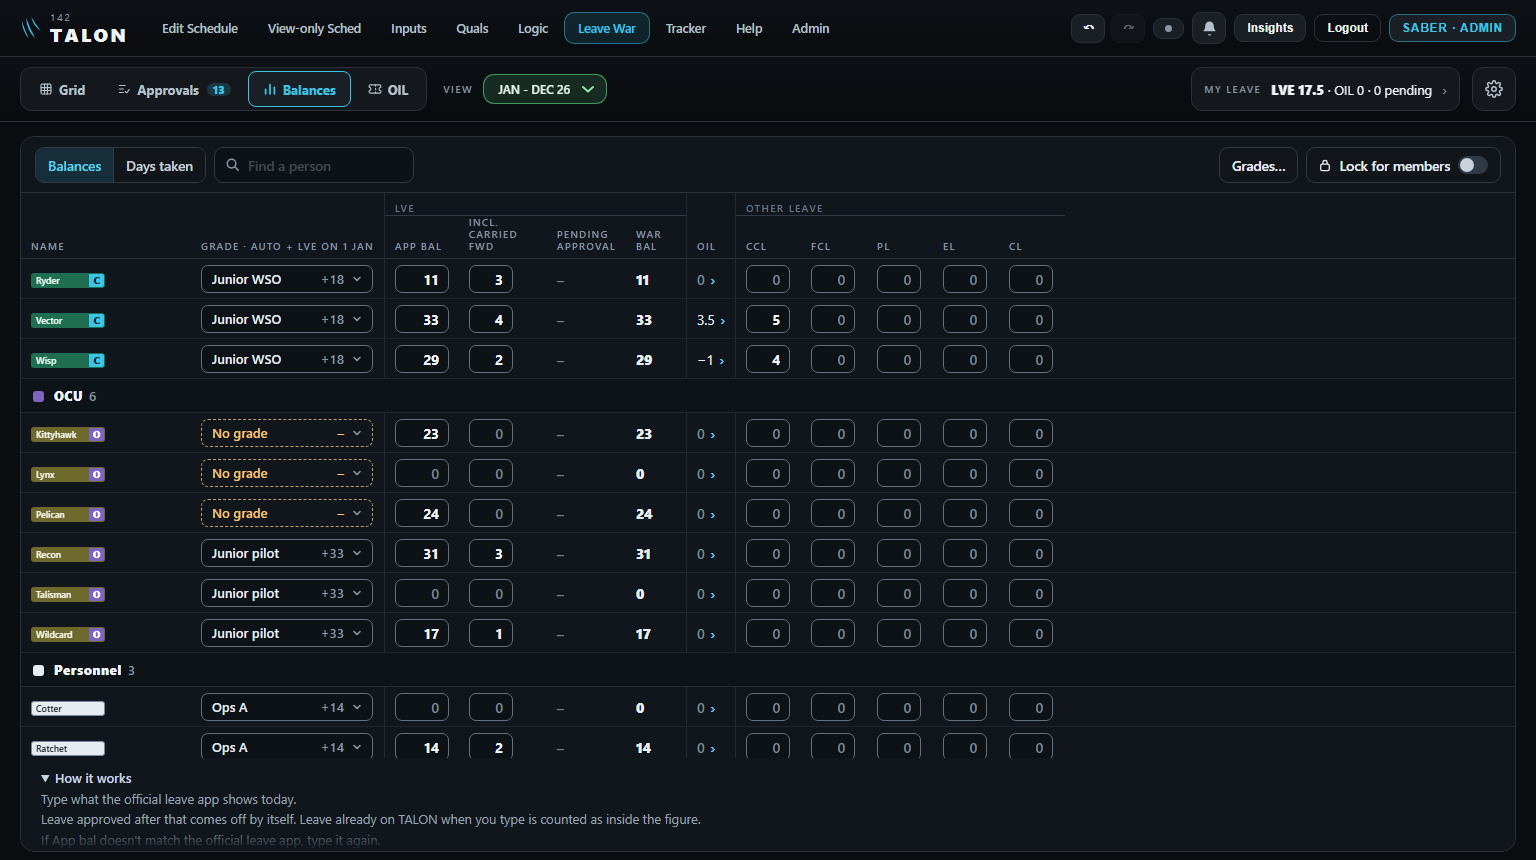 142
TALON
Edit Schedule
View-only Sched
Inputs
Quals
Logic
Leave War
Tracker
Help
Admin
Insights
Logout
SABER · ADMIN
Grid
Approvals 13
Balances
OIL
VIEW
JAN - DEC 26
MY LEAVE LVE 17.5 · OIL 0 · 0 pending ›
Balances
Days taken
Find a person
Grades...
Lock for members
LVE
OTHER LEAVE
NAME
GRADE · AUTO + LVE ON 1 JAN
APP BAL
INCL. CARRIED FWD
PENDING APPROVAL
WAR BAL
OIL
CCL
FCL
PL
EL
CL
Ryder C Junior WSO +18 11 3 – 11 0 › 0 0 0 0 0
Vector C Junior WSO +18 33 4 – 33 3.5 › 5 0 0 0 0
Wisp C Junior WSO +18 29 2 – 29 −1 › 4 0 0 0 0
OCU 6
Kittyhawk O No grade – 23 0 – 23 0 › 0 0 0 0 0
Lynx O No grade – 0 0 – 0 0 › 0 0 0 0 0
Pelican O No grade – 24 0 – 24 0 › 0 0 0 0 0
Recon O Junior pilot +33 31 3 – 31 0 › 0 0 0 0 0
Talisman O Junior pilot +33 0 0 – 0 0 › 0 0 0 0 0
Wildcard O Junior pilot +33 17 1 – 17 0 › 0 0 0 0 0
Personnel 3
Cotter Ops A +14 0 0 – 0 0 › 0 0 0 0 0
Ratchet Ops A +14 14 2 – 14 0 › 0 0 0 0 0
▼ How it works
Type what the official leave app shows today.
Leave approved after that comes off by itself. Leave already on TALON when you type is counted as inside the figure.
If App bal doesn't match the official leave app, type it again.